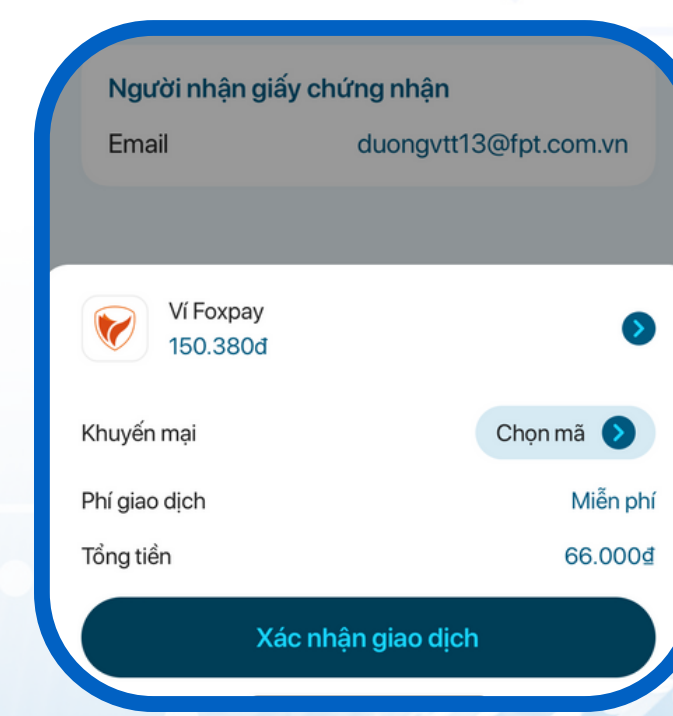 Người nhận giấy chứng nhận
Email duongvtt13@fpt.com.vn
Ví Foxpay
150.380đ
Khuyến mại Chọn mã
Phí giao dịch Miễn phí
Tổng tiền 66.000₫
Xác nhận giao dịch